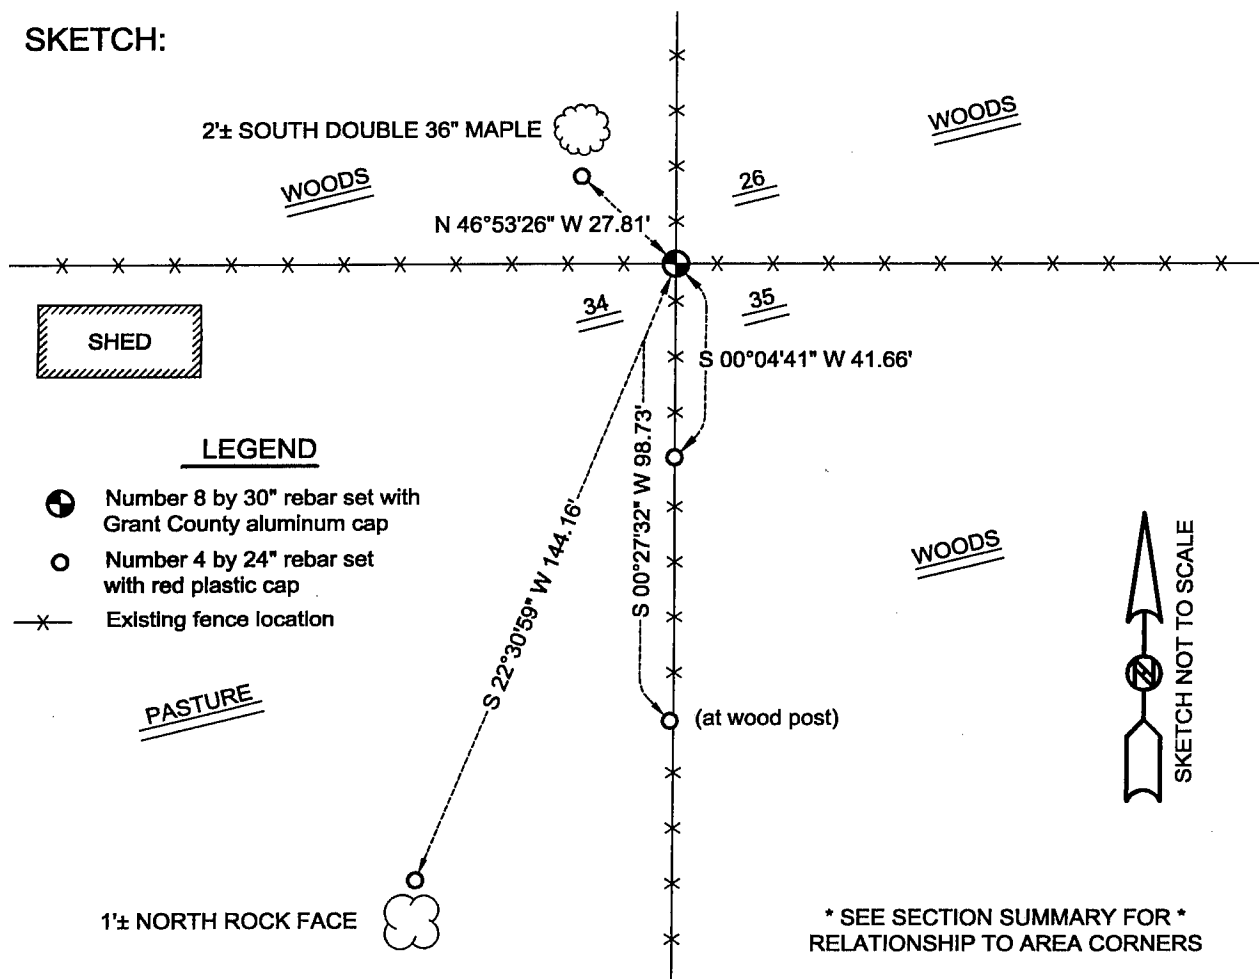 SKETCH:
2'± SOUTH DOUBLE 36" MAPLE
WOODS
WOODS
26
N 46°53'26" W 27.81'
34
35
SHED
S 00°04'41" W 41.66'
S 00°27'32" W 98.73'
S 22°30'59" W 144.16'
LEGEND
Number 8 by 30" rebar set with
Grant County aluminum cap
Number 4 by 24" rebar set
with red plastic cap
Existing fence location
WOODS
PASTURE
(at wood post)
N
SKETCH NOT TO SCALE
1'± NORTH ROCK FACE
* SEE SECTION SUMMARY FOR *
RELATIONSHIP TO AREA CORNERS